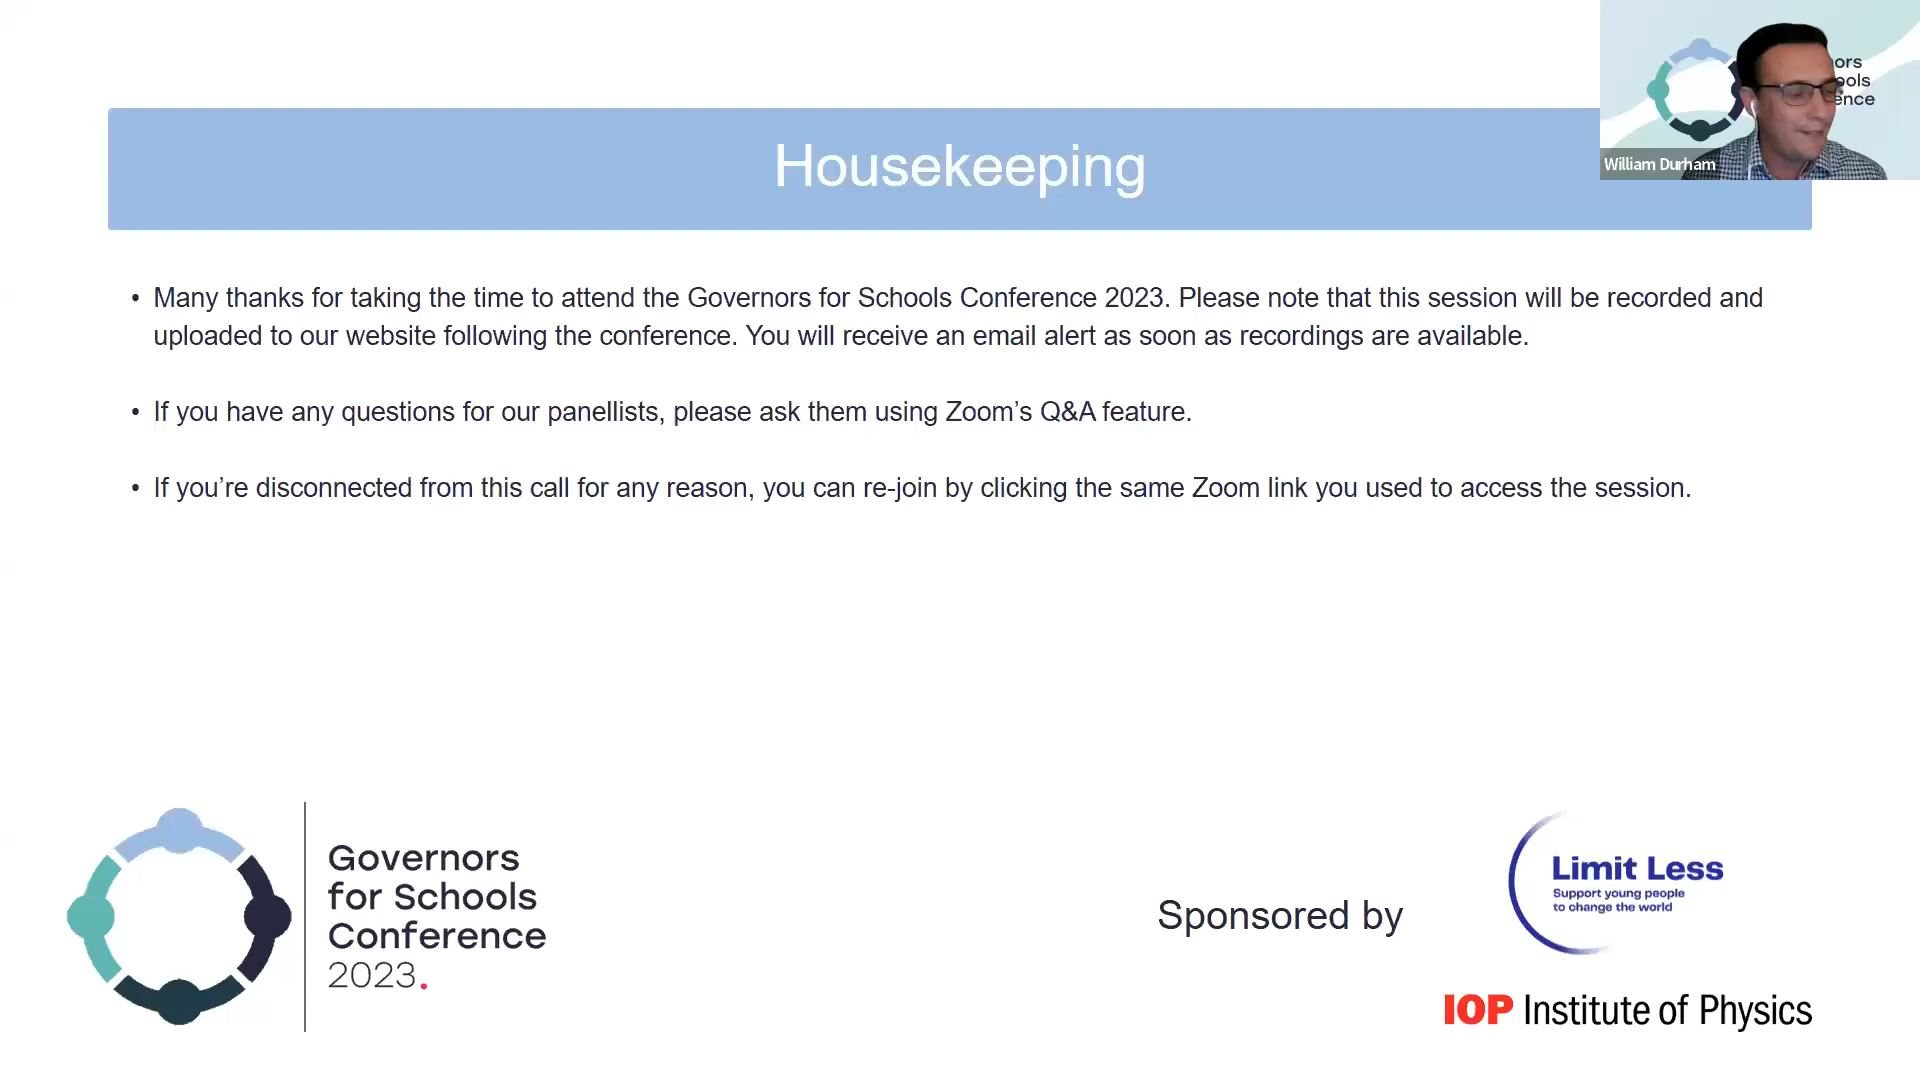 ors
ools
ence
William Durham
Housekeeping
• Many thanks for taking the time to attend the Governors for Schools Conference 2023. Please note that this session will be recorded and
uploaded to our website following the conference. You will receive an email alert as soon as recordings are available.
• If you have any questions for our panellists, please ask them using Zoom’s Q&A feature.
• If you’re disconnected from this call for any reason, you can re-join by clicking the same Zoom link you used to access the session.
Governors
for Schools
Conference
2023.
Sponsored by
Limit Less
Support young people
to change the world
IOP Institute of Physics